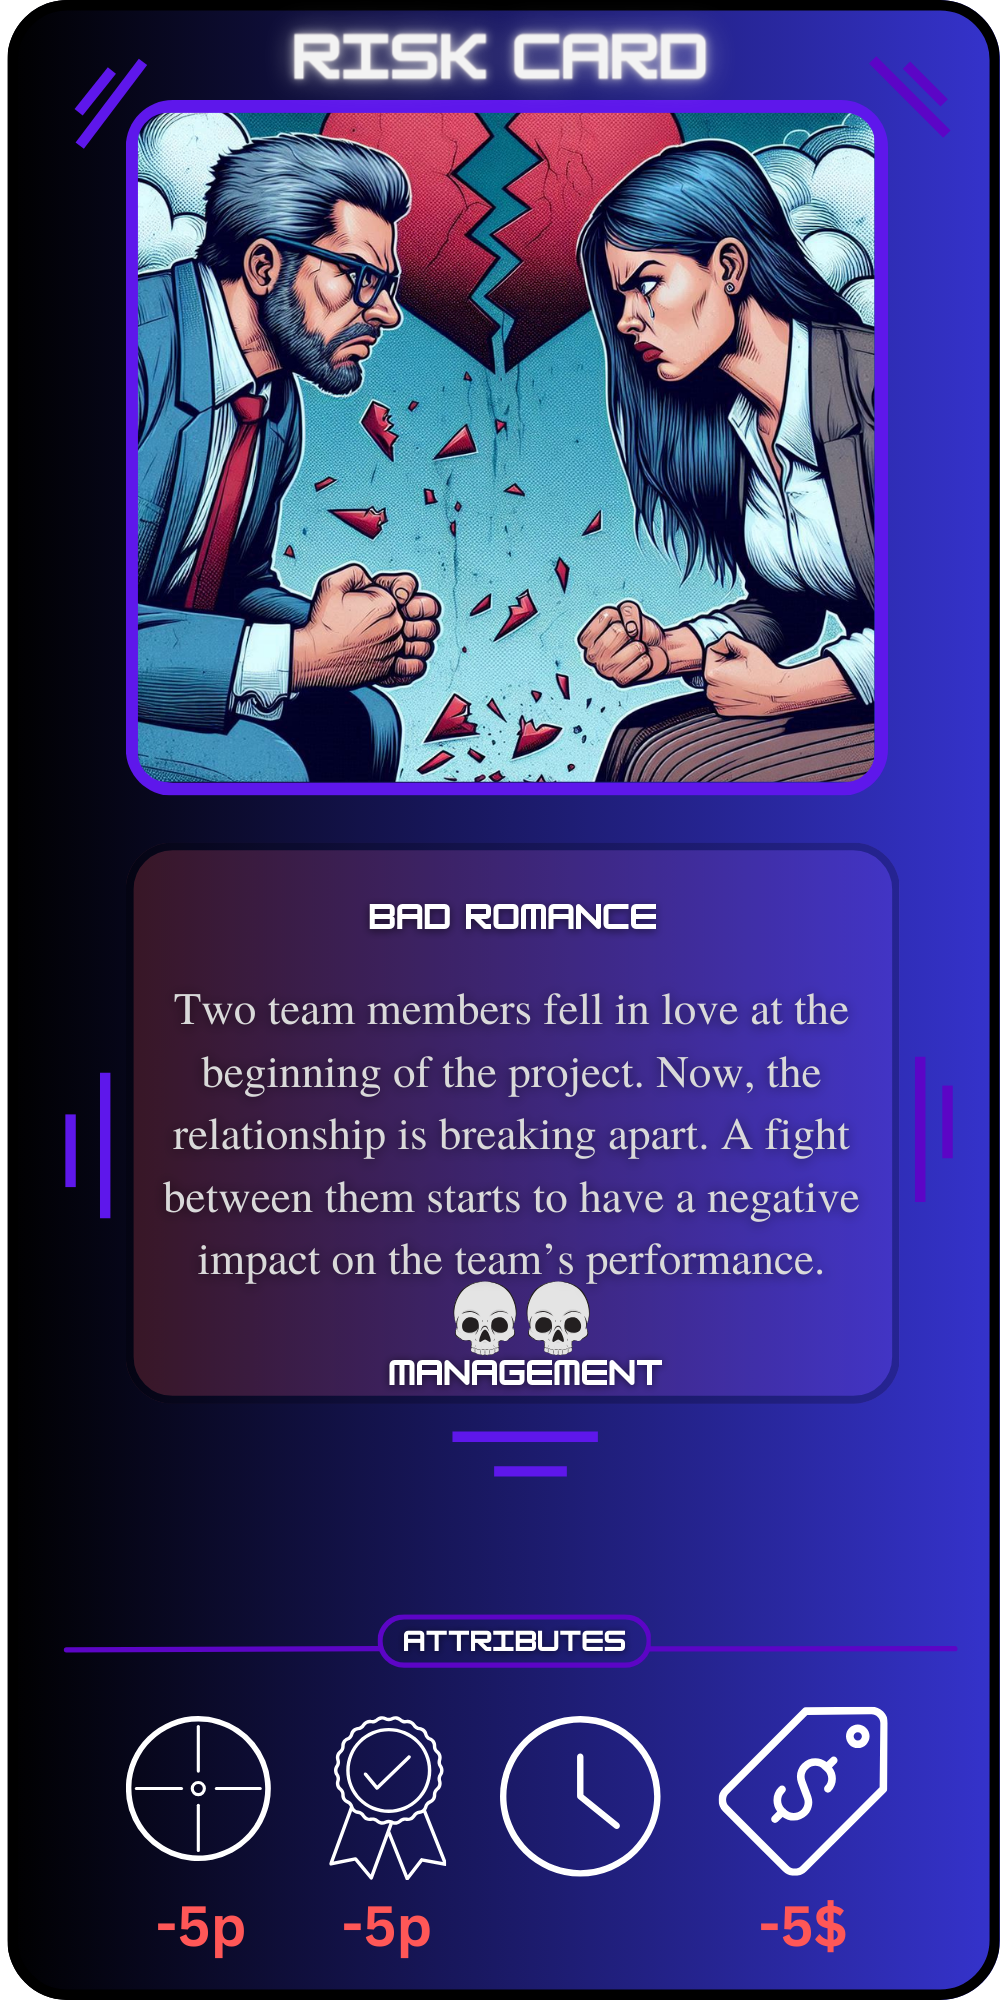 RISK CARD
BAD ROMANCE
Two team members fell in love at the
beginning of the project. Now, the
relationship is breaking apart. A fight
between them starts to have a negative
impact on the team’s performance.
MANAGEMENT
ATTRIBUTES
$
-5p -5p -5$